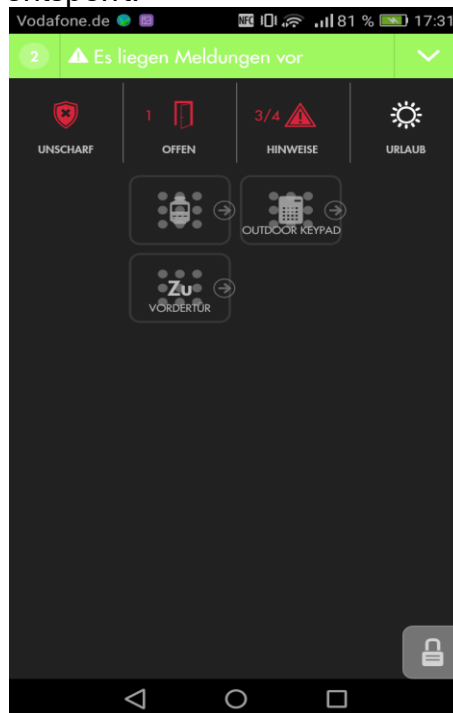 Vodafone.de 81 % 17:31
2 Es liegen Meldungen vor
1 3/4
UNSCHARF OFFEN HINWEISE URLAUB
OUTDOOR KEYPAD
Zu
VORDERTÜR